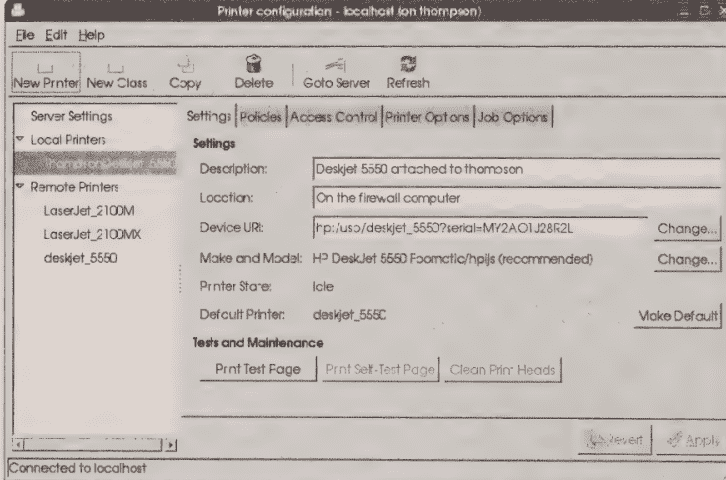 Printer configuration - localhost (on thompson)
File Edit Help
New Printer New Class Copy Delete Goto Server Refresh
Server Settings
Local Printers
Remote Printers
LaserJet_2100M
LaserJet_2100MX
deskjet_5550
Settings Policies Access Control Printer Options Job Options
Settings
Description: Deskjet 5550 attached to thompson
Location: On the firewall computer
Device URI: hp:/usb/deskjet_5550?serial=MY2AO1J28R2L Change...
Make and Model: HP DeskJet 5550 Foomatic/hpijs (recommended) Change...
Printer State: Idle
Default Printer: deskjet_5550 Make Default
Tests and Maintenance
Print Test Page Print Self-Test Page Clean Print Heads
Revert Apply
Connected to localhost